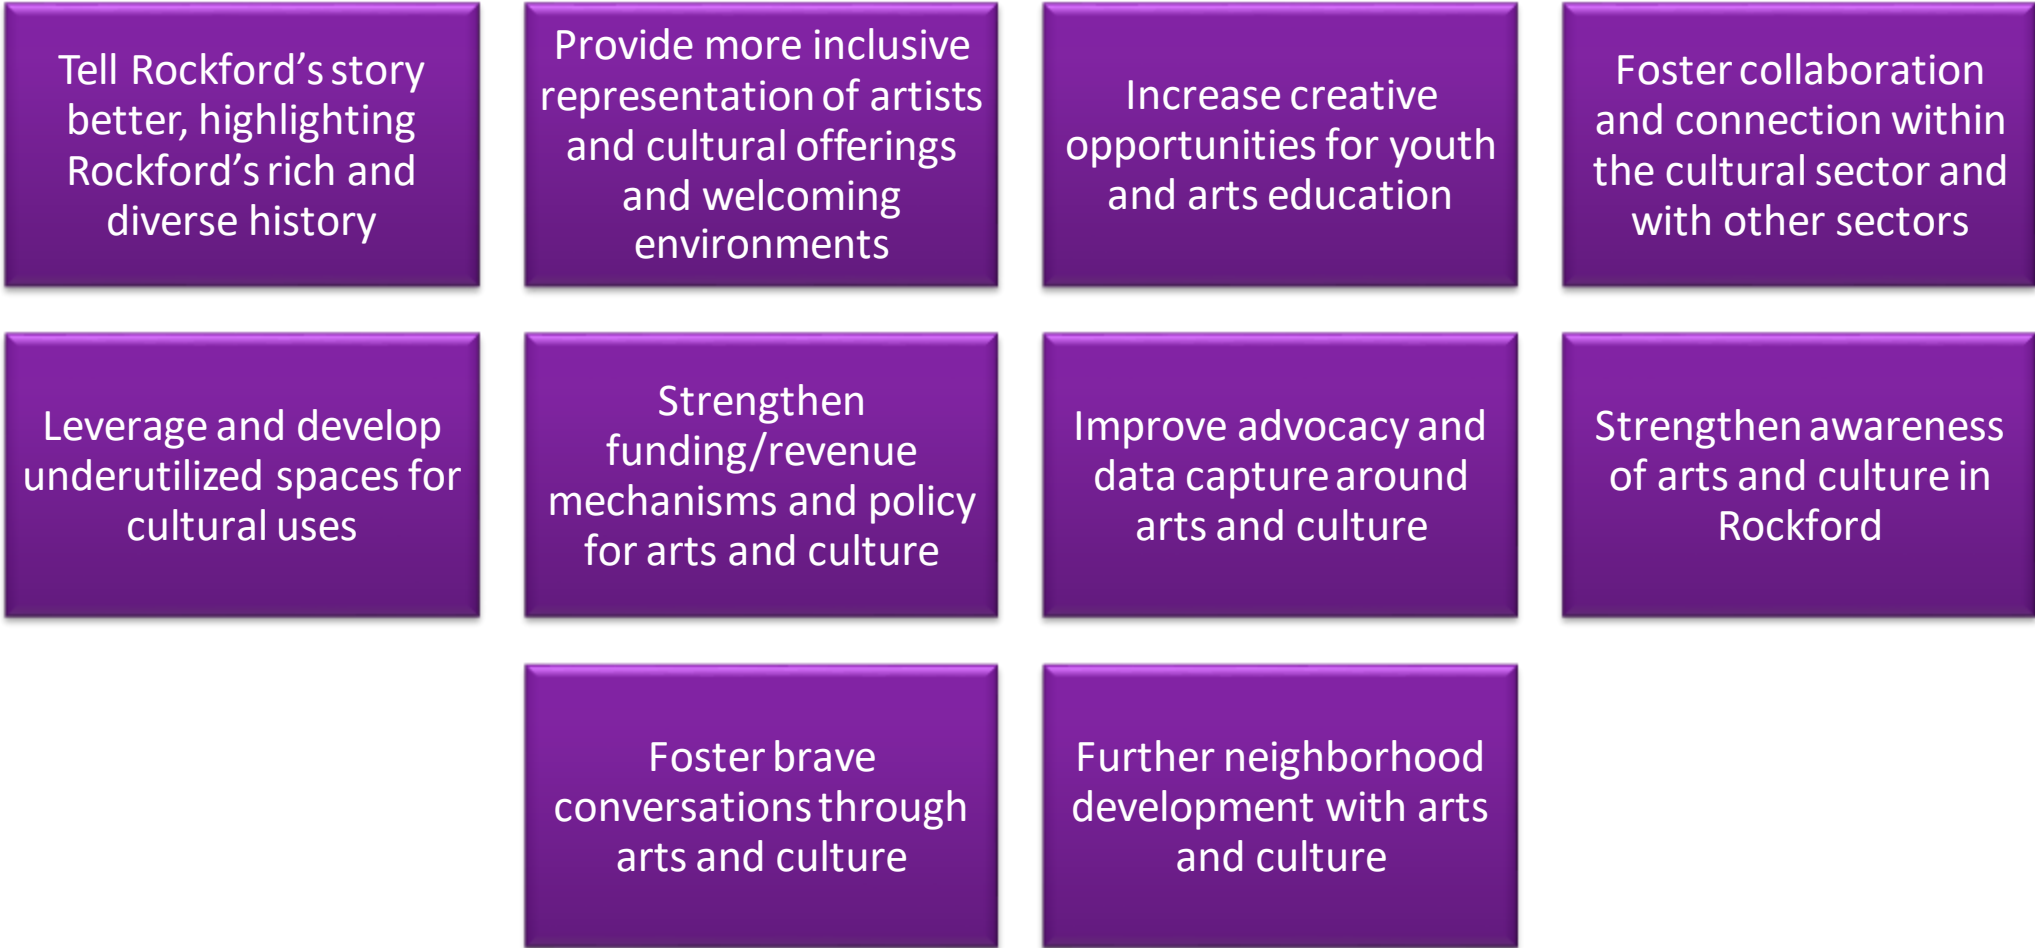 Tell Rockford’s story
better, highlighting
Rockford’s rich and
diverse history
Provide more inclusive
representation of artists
and cultural offerings
and welcoming
environments
Increase creative
opportunities for youth
and arts education
Foster collaboration
and connection within
the cultural sector and
with other sectors
Leverage and develop
underutilized spaces for
cultural uses
Strengthen
funding/revenue
mechanisms and policy
for arts and culture
Improve advocacy and
data capture around
arts and culture
Strengthen awareness
of arts and culture in
Rockford
Foster brave
conversations through
arts and culture
Further neighborhood
development with arts
and culture